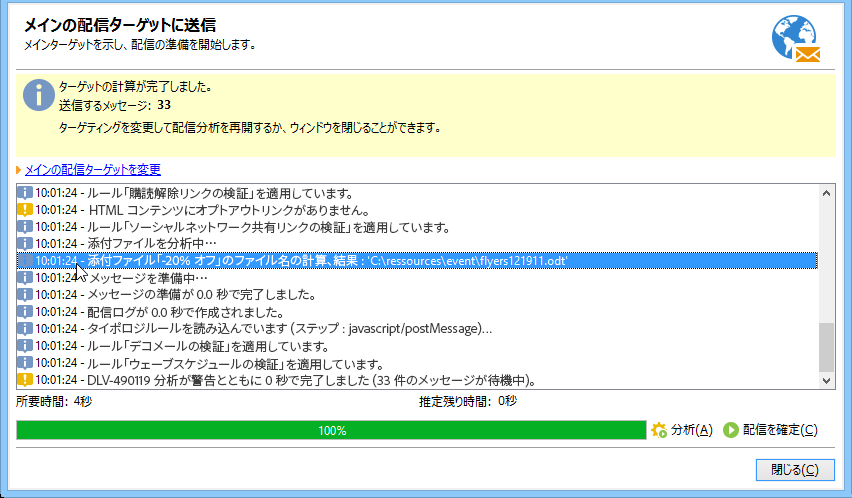 メインの配信ターゲットに送信
メインターゲットを示し、配信の準備を開始します。
ターゲットの計算が完了しました。
送信するメッセージ: 33
ターゲティングを変更して配信分析を再開するか、ウィンドウを閉じることができます。
メインの配信ターゲットを変更
10:01:24 - ルール「購読解除リンクの検証」を適用しています。
10:01:24 - HTML コンテンツにオプトアウトリンクがありません。
10:01:24 - ルール「ソーシャルネットワーク共有リンクの検証」を適用しています。
10:01:24 - 添付ファイルを分析中…
10:01:24 - 添付ファイル「-20% オフ」のファイル名の計算、結果 : 'C:\ressources\event\flyers121911.odt'
10:01:24 - メッセージを準備中…
10:01:24 - メッセージの準備が 0.0 秒で完了しました。
10:01:24 - 配信ログが 0.0 秒で作成されました。
10:01:24 - タイポロジルールを読み込んでいます (ステップ : javascript/postMessage)...
10:01:24 - ルール「デコメールの検証」を適用しています。
10:01:24 - ルール「ウェーブスケジュールの検証」を適用しています。
10:01:24 - DLV-490119 分析が警告とともに 0 秒で完了しました (33 件のメッセージが待機中)。
所要時間: 4秒 推定残り時間: 0秒
100% 分析(A) 配信を確定(C)
閉じる(C)